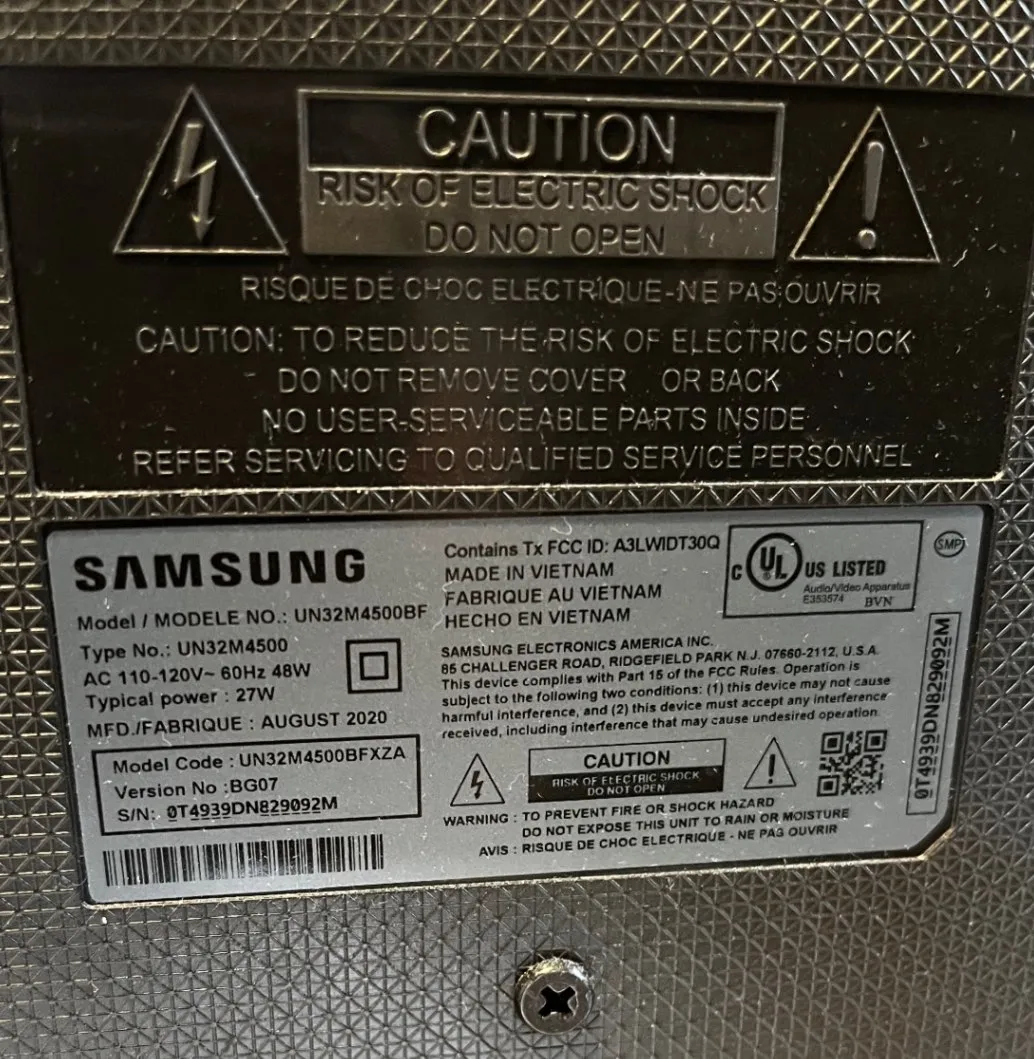 CAUTION
RISK OF ELECTRIC SHOCK
DO NOT OPEN
RISQUE DE CHOC ELECTRIQUE-NE PAS OUVRIR
CAUTION: TO REDUCE THE RISK OF ELECTRIC SHOCK
DO NOT REMOVE COVER OR BACK
NO USER-SERVICEABLE PARTS INSIDE
REFER SERVICING TO QUALIFIED SERVICE PERSONNEL
SAMSUNG
Model / MODELE NO.: UN32M4500BF
Type No.: UN32M4500
AC 110-120V~ 60Hz 48W
Typical power : 27W
MFD./FABRIQUE : AUGUST 2020
Model Code : UN32M4500BFXZA
Version No :BG07
S/N: 0T4939DN829092M
Contains Tx FCC ID: A3LWIDT30Q
MADE IN VIETNAM
FABRIQUE AU VIETNAM
HECHO EN VIETNAM
C UL US LISTED
Audio/Video Apparatus
E353574 BVN
SMP
SAMSUNG ELECTRONICS AMERICA INC.
85 CHALLENGER ROAD, RIDGEFIELD PARK N.J. 07660-2112, U.S.A.
This device complies with Part 15 of the FCC Rules. Operation is
subject to the following two conditions: (1) this device may not cause
harmful interference, and (2) this device must accept any interference
received, including interference that may cause undesired operation.
CAUTION
RISK OF ELECTRIC SHOCK
DO NOT OPEN
WARNING : TO PREVENT FIRE OR SHOCK HAZARD
DO NOT EXPOSE THIS UNIT TO RAIN OR MOISTURE
AVIS : RISQUE DE CHOC ELECTRIQUE - NE PAS OUVRIR
0T4939DN829092M